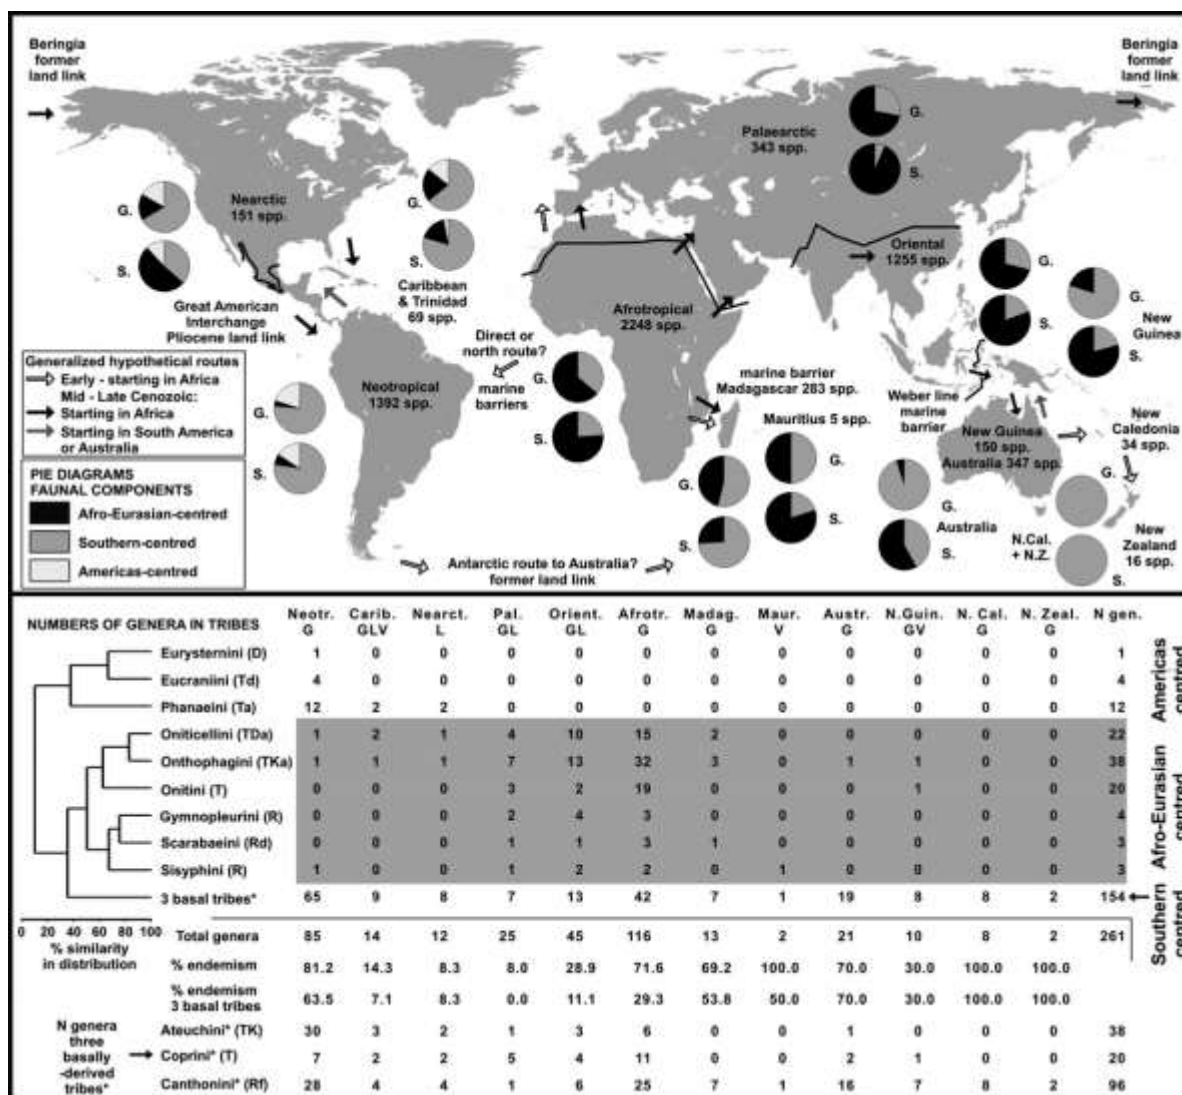 Beringia
former
land link
Beringia
former
land link
Palaearctic
343 spp.
G.
S.
Nearctic
151 spp.
G.
S.
G.
S.
Caribbean
& Trinidad
69 spp.
Great American
Interchange
Pliocene land link
Oriental
1255 spp.
G.
S.
G.
New
Guinea
S.
Afrotropical
2248 spp.
Direct or
north route?
marine
barriers
G.
S.
Neotropical
1392 spp.
G.
S.
marine barrier
Madagascar 283 spp.
Mauritius 5 spp.
G.
S.
G.
S.
Weber line
marine
barrier
New Guinea
150 spp.
Australia 347 spp.
New
Caledonia
34 spp.
G.
Australia
S.
G.
N.Cal.
+ N.Z.
S.
New
Zealand
16 spp.
Antarctic route to Australia?
former land link
Generalized hypothetical routes
Early - starting in Africa
Mid - Late Cenozoic:
Starting in Africa
Starting in South America
or Australia
PIE DIAGRAMS
FAUNAL COMPONENTS
Afro-Eurasian-centred
Southern-centred
Americas-centred
NUMBERS OF GENERA IN TRIBES Neotr. Carib. Nearct. Pal. Orient. Afrotr. Madag. Maur. Austr. N.Guin. N. Cal. N. Zeal. N gen.
G GLV L GL GL G G V G GV G G
Eurysternini (D) 1 0 0 0 0 0 0 0 0 0 0 0 1
Eucraniini (Td) 4 0 0 0 0 0 0 0 0 0 0 0 4
Phanaeini (Ta) 12 2 2 0 0 0 0 0 0 0 0 0 12
Oniticellini (TDa) 1 2 1 4 10 15 2 0 0 0 0 0 22
Onthophagini (TKa) 1 1 1 7 13 32 3 0 1 1 0 0 38
Onitini (T) 0 0 0 3 2 19 0 0 0 1 0 0 20
Gymnopleurini (R) 0 0 0 2 4 3 0 0 0 0 0 0 4
Scarabaeini (Rd) 0 0 0 1 1 3 1 0 0 0 0 0 3
Sisyphini (R) 1 0 0 1 2 2 0 1 0 0 0 0 3
3 basal tribes* 65 9 8 7 13 42 7 1 19 8 8 2 154
Total genera 85 14 12 25 45 116 13 2 21 10 8 2 261
% endemism 81.2 14.3 8.3 8.0 28.9 71.6 69.2 100.0 70.0 30.0 100.0 100.0
% endemism
3 basal tribes 63.5 7.1 8.3 0.0 11.1 29.3 53.8 50.0 70.0 30.0 100.0 100.0
Ateuchini* (TK) 30 3 2 1 3 6 0 0 1 0 0 0 38
Coprini* (T) 7 2 2 5 4 11 0 0 2 1 0 0 20
Canthonini* (Rf) 28 4 4 1 6 25 7 1 16 7 8 2 96
0 20 40 60 80 100
% similarity
in distribution
N genera
three
basally
-derived
tribes*
Americas
centred
Afro-Eurasian
centred
Southern
centred